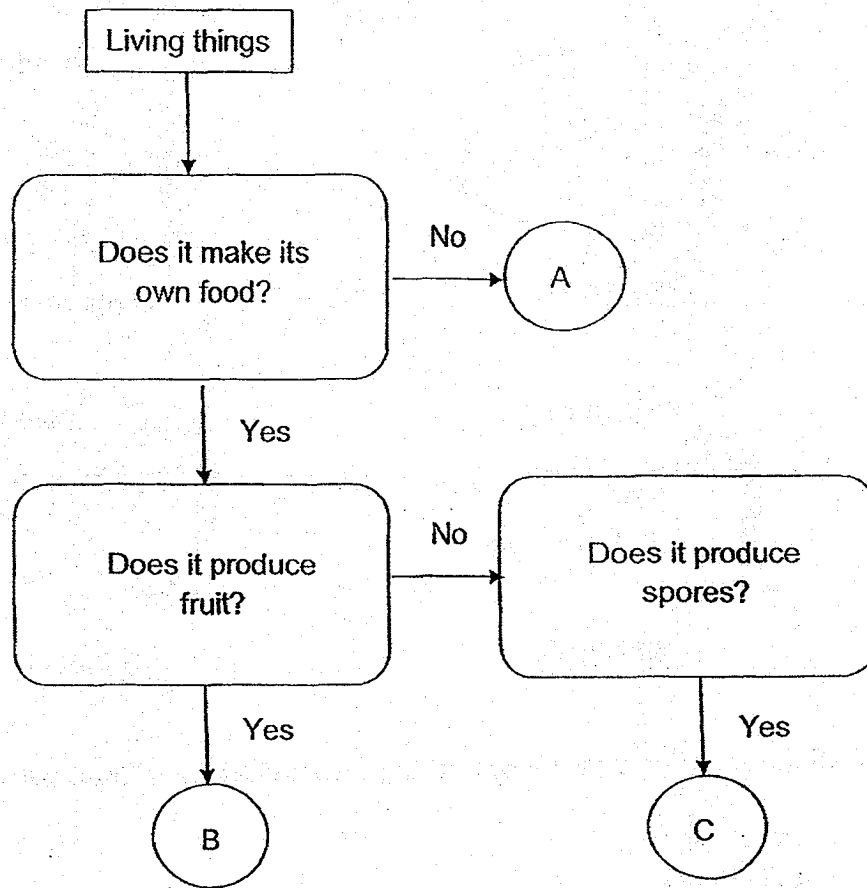 Living things
Does it make its
own food?
No
A
Yes
Does it produce
fruit?
No
Does it produce
spores?
Yes
Yes
B
C